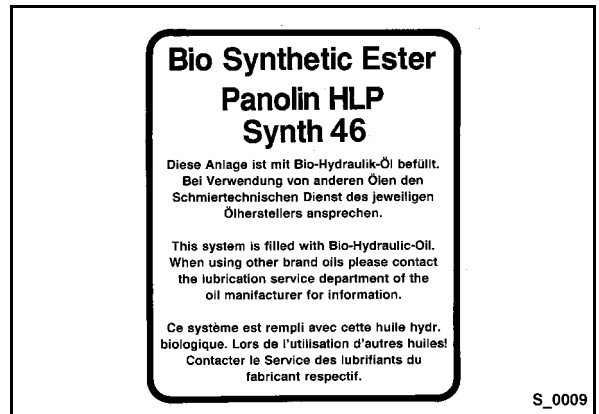 Bio Synthetic Ester
Panolin HLP
Synth 46
Diese Anlage ist mit Bio-Hydraulik-Öl befüllt.
Bei Verwendung von anderen Ölen den
Schmiertechnischen Dienst des jeweiligen
Ölherstellers ansprechen.
This system is filled with Bio-Hydraulic-Oil.
When using other brand oils please contact
the lubrication service department of the
oil manifacturer for information.
Ce système est rempli avec cette huile hydr.
biologique. Lors de l'utilisation d'autres huiles!
Contacter le Service des lubrifiants du
fabricant respectif.
S_0009